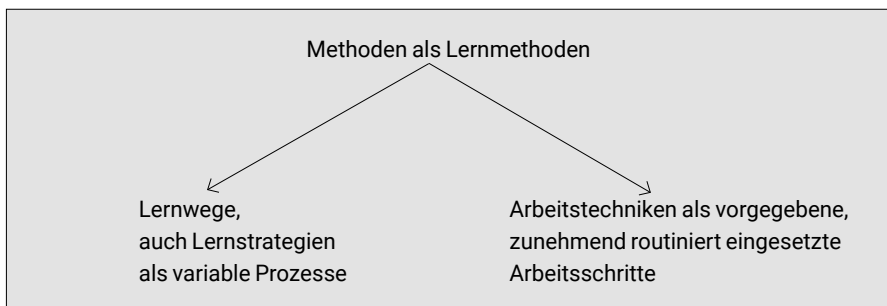 Methoden als Lernmethoden
Lernwege,
auch Lernstrategien
als variable Prozesse
Arbeitstechniken als vorgegebene,
zunehmend routiniert eingesetzte
Arbeitsschritte